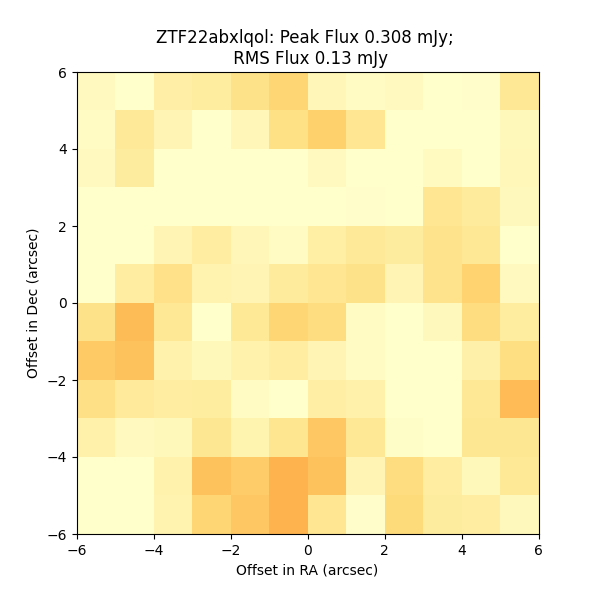 ZTF22abxlqol: Peak Flux 0.308 mJy;
RMS Flux 0.13 mJy
6
4
2
0
−2
−4
−6
Offset in Dec (arcsec)
−6 −4 −2 0 2 4 6
Offset in RA (arcsec)